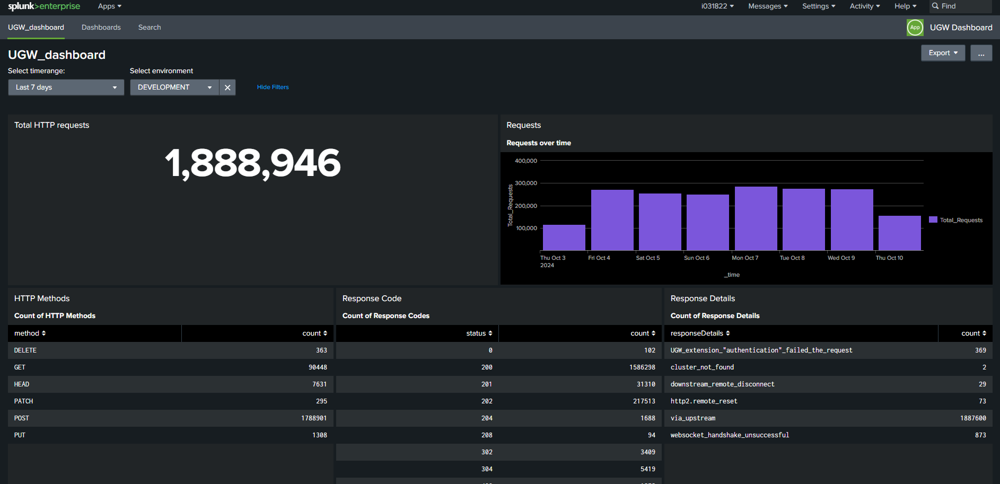 splunk>enterprise Apps i031822 Messages Settings Activity Help Find
UGW_dashboard Dashboards Search App UGW Dashboard
UGW_dashboard Export ...
Select timerange: Select environment
Last 7 days DEVELOPMENT Hide Filters
Total HTTP requests
1,888,946
Requests
Requests over time
400,000
300,000
200,000
100,000
Total_Requests
Total_Requests
Thu Oct 3 Fri Oct 4 Sat Oct 5 Sun Oct 6 Mon Oct 7 Tue Oct 8 Wed Oct 9 Thu Oct 10
2024
_time
HTTP Methods
Count of HTTP Methods
method count
DELETE 363
GET 90448
HEAD 7631
PATCH 295
POST 1788901
PUT 1308
Response Code
Count of Response Codes
status count
0 102
200 1586298
201 31310
202 217513
204 1688
208 94
302 3409
304 5419
Response Details
Count of Response Details
responseDetails count
UGW_extension_"authentication"_failed_the_request 369
cluster_not_found 2
downstream_remote_disconnect 29
http2.remote_reset 73
via_upstream 1887600
websocket_handshake_unsuccessful 873